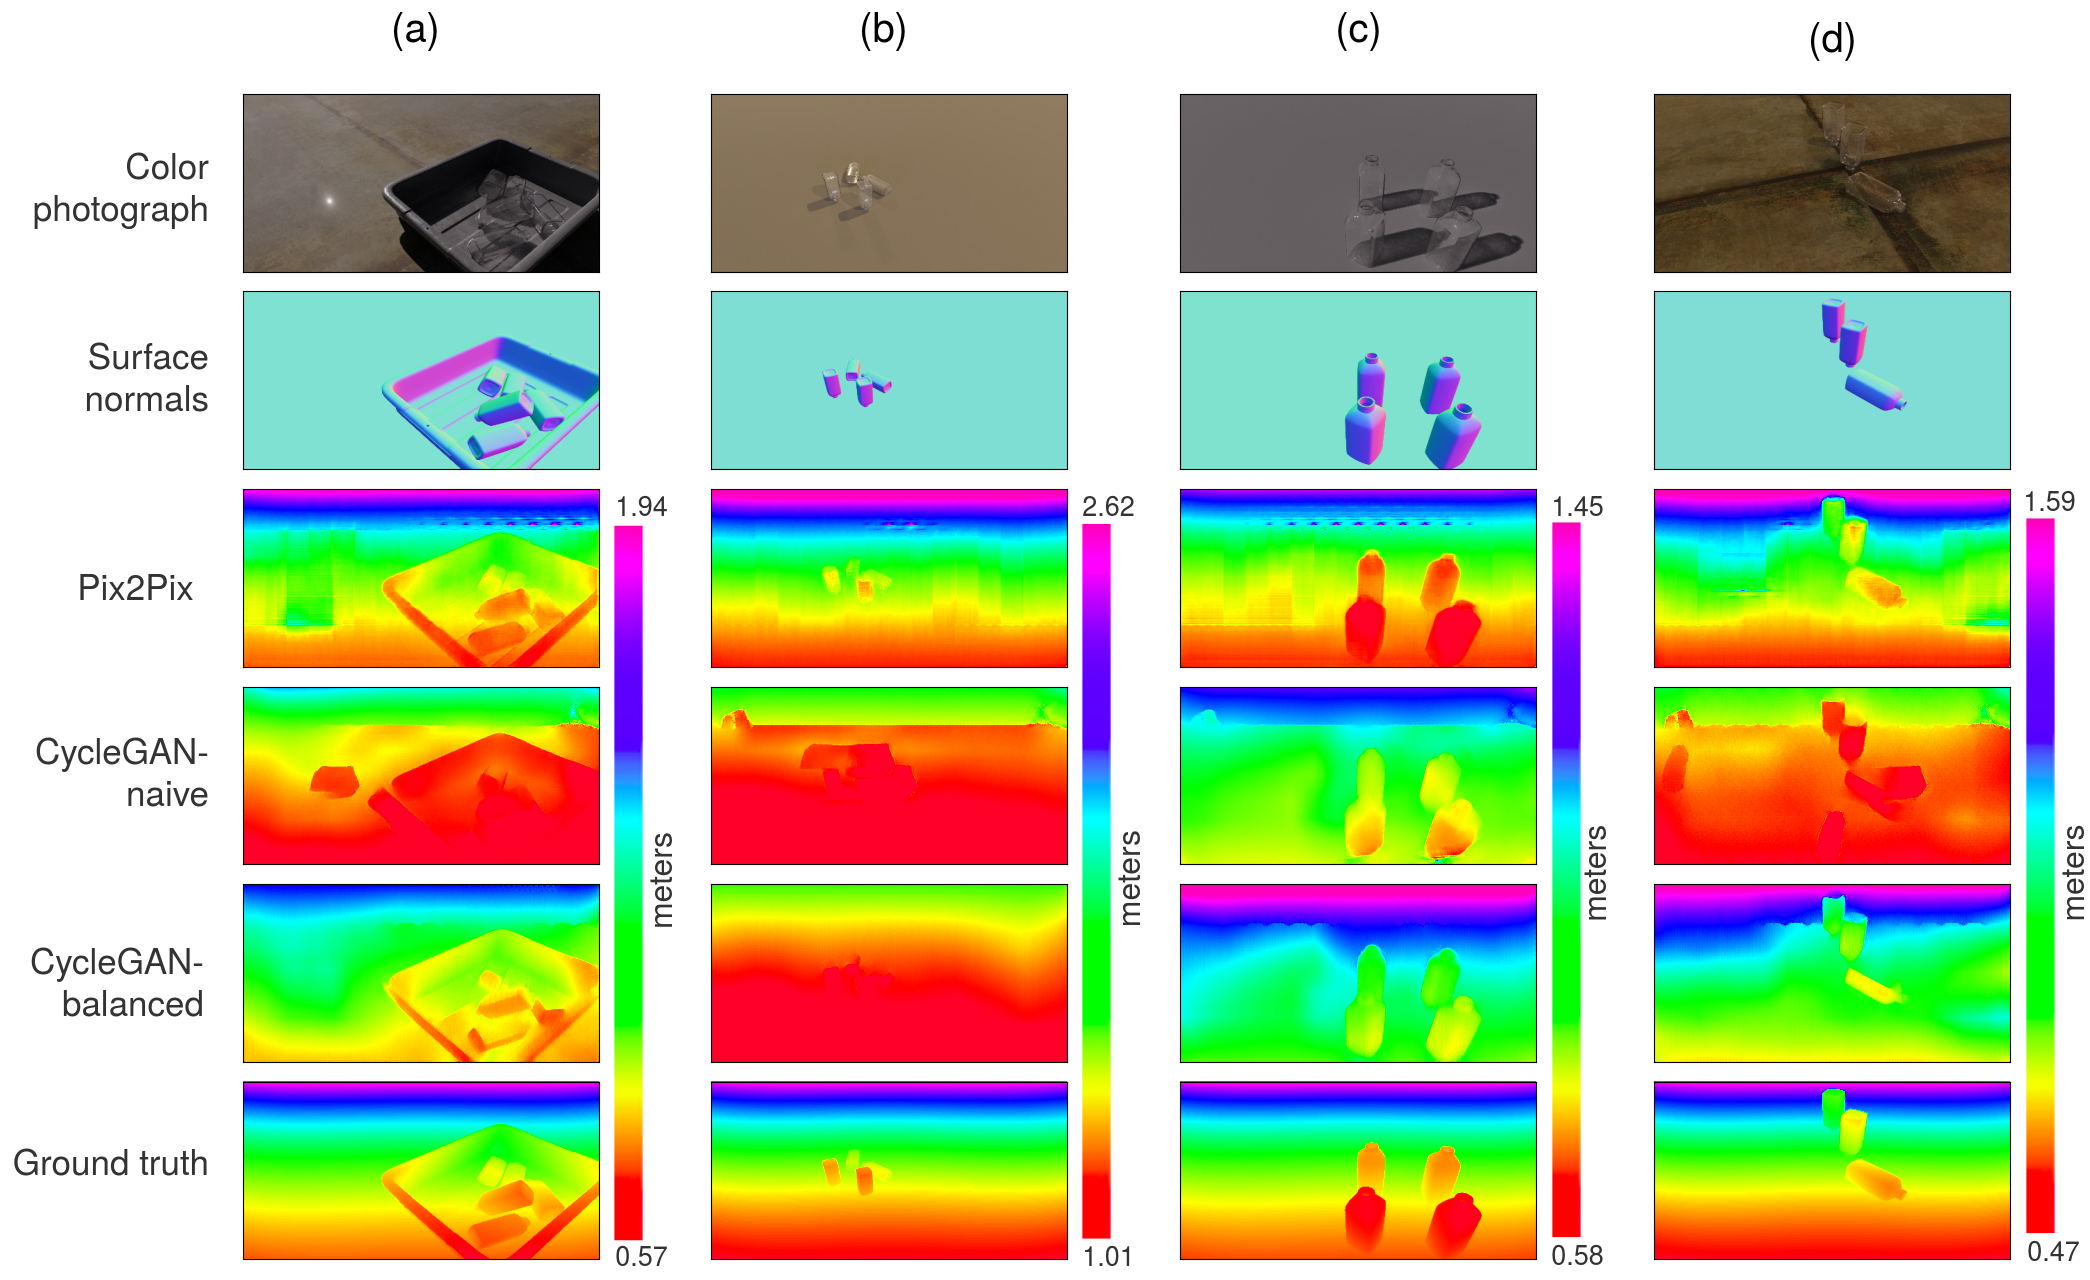 (a)
(b)
(c)
(d)
Color
photograph
Surface
normals
Pix2Pix
CycleGAN-
naive
CycleGAN-
balanced
Ground truth
1.94
meters
0.57
2.62
meters
1.01
1.45
meters
0.58
1.59
meters
0.47